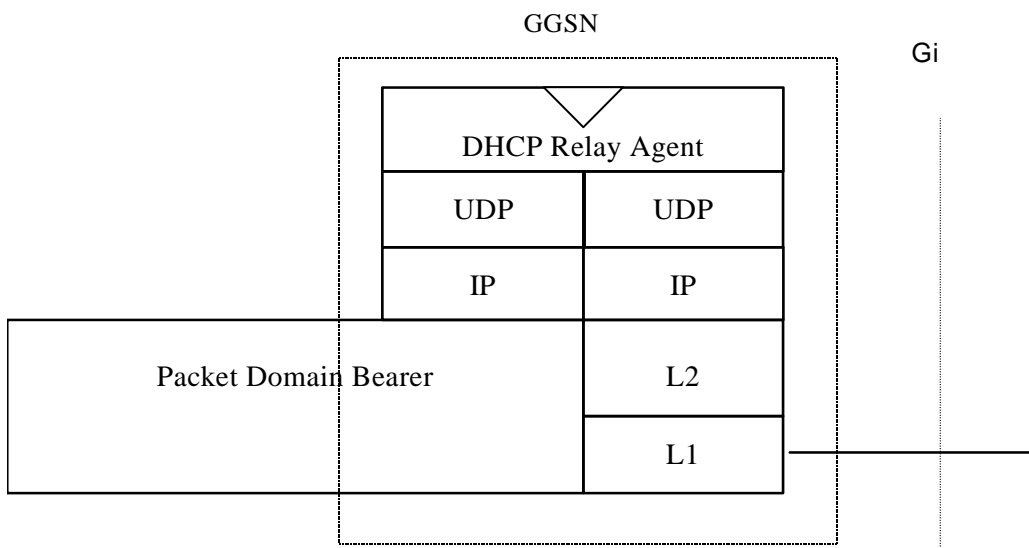 GGSN
Gi
DHCP Relay Agent
UDP UDP
IP IP
Packet Domain Bearer L2
L1